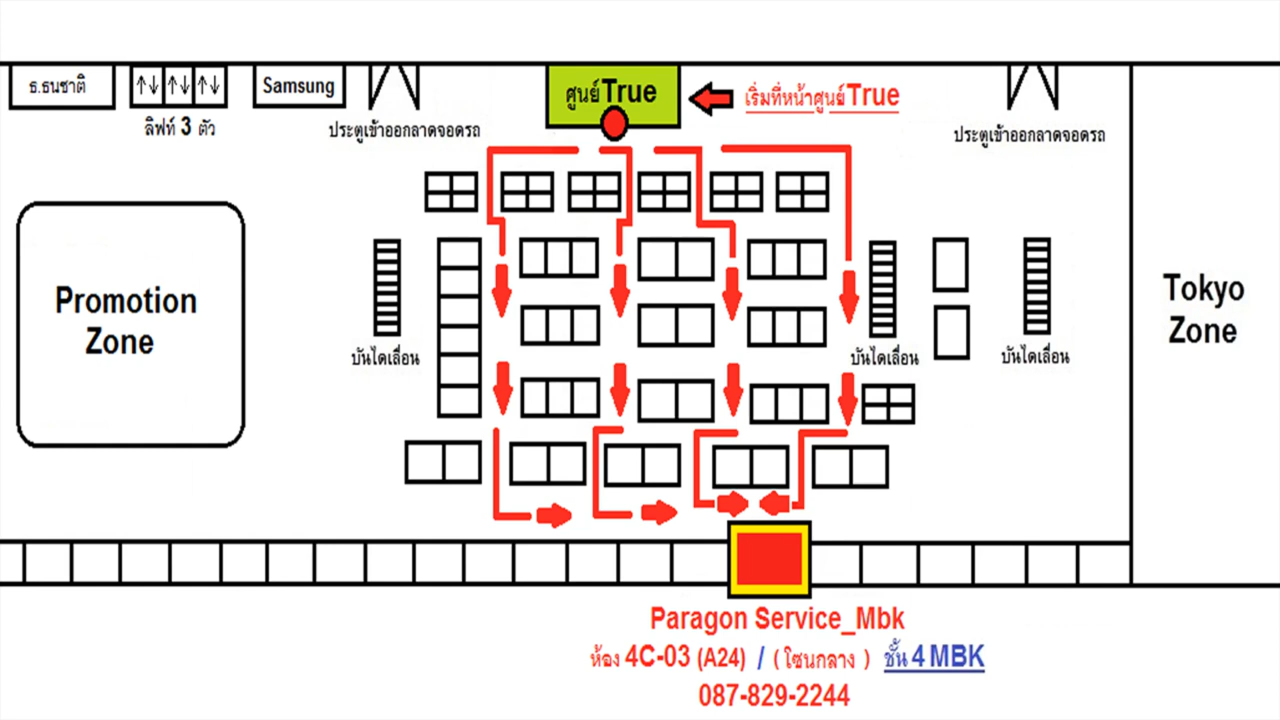 ธ.ธนชาติ
Samsung
ศูนย์True
เริ่มที่หน้าศูนย์True
ลิฟท์ 3 ตัว
ประตูเข้าออกลาดจอดรถ
ประตูเข้าออกลาดจอดรถ
Promotion
Zone
Tokyo
Zone
บันไดเลื่อน
บันไดเลื่อน
บันไดเลื่อน
Paragon Service_Mbk
ห้อง 4C-03 (A24) / ( โซนกลาง ) ชั้น 4 MBK
087-829-2244